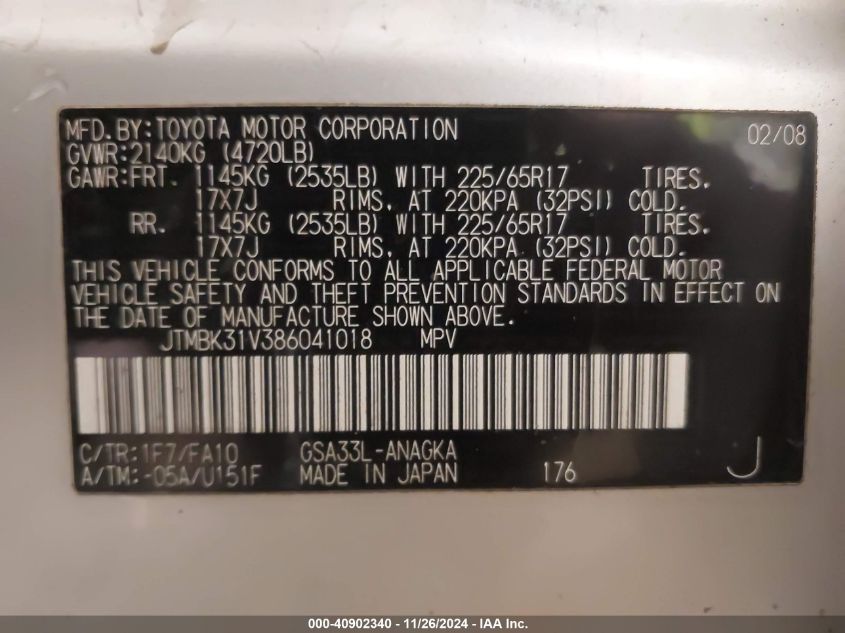 MFD.BY:TOYOTA MOTOR CORPORATION 02/08
GVWR:2140KG (4720LB)
GAWR:FRT. 1145KG (2535LB) WITH 225/65R17 TIRES.
17X7J RIMS, AT 220KPA (32PSI) COLD.
RR. 1145KG (2535LB) WITH 225/65R17 TIRES.
17X7J RIMS, AT 220KPA (32PSI) COLD.
THIS VEHICLE CONFORMS TO ALL APPLICABLE FEDERAL MOTOR
VEHICLE SAFETY AND THEFT PREVENTION STANDARDS IN EFFECT ON
THE DATE OF MANUFACTURE SHOWN ABOVE.
JTMBK31V386041018 MPV
C/TR:1F7/FA10 GSA33L-ANAGKA
A/TM:-05A/U151F MADE IN JAPAN 176 J
000-40902340 - 11/26/2024 - IAA Inc.